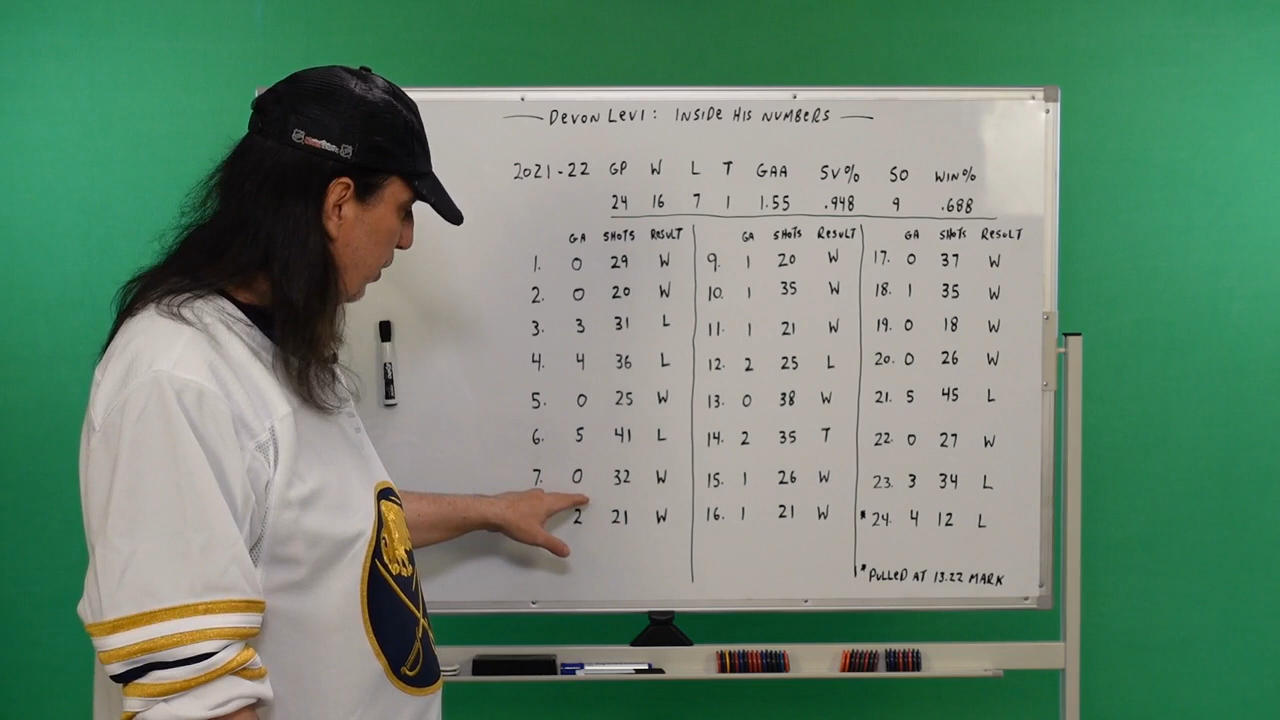 DEVON LEVI: INSIDE HIS NUMBERS
2021-22 GP W L T GAA SV% SO WIN%
24 16 7 1 1.55 .948 9 .688
GA SHOTS RESULT GA SHOTS RESULT GA SHOTS RESULT
1. 0 29 W 9. 1 20 W 17. 0 37 W
2. 0 20 W 10. 1 35 W 18. 1 35 W
3. 3 31 L 11. 1 21 W 19. 0 18 W
4. 4 36 L 12. 2 25 L 20. 0 26 W
5. 0 25 W 13. 0 38 W 21. 5 45 L
6. 5 41 L 14. 2 35 T 22. 0 27 W
7. 0 32 W 15. 1 26 W 23. 3 34 L
2 21 W 16. 1 21 W *24. 4 12 L
*PULLED AT 13.22 MARK